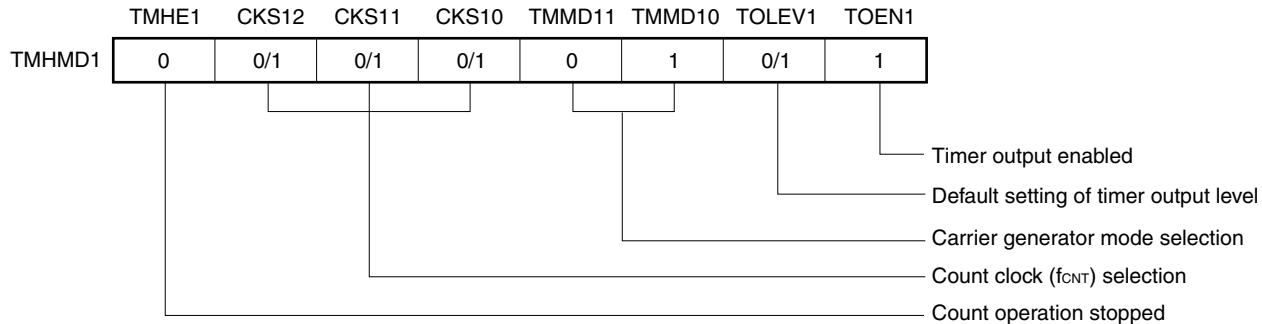 TMHE1 CKS12 CKS11 CKS10 TMMD11 TMMD10 TOLEV1 TOEN1
TMHMD1 0 0/1 0/1 0/1 0 1 0/1 1
Timer output enabled
Default setting of timer output level
Carrier generator mode selection
Count clock (fCNT) selection
Count operation stopped